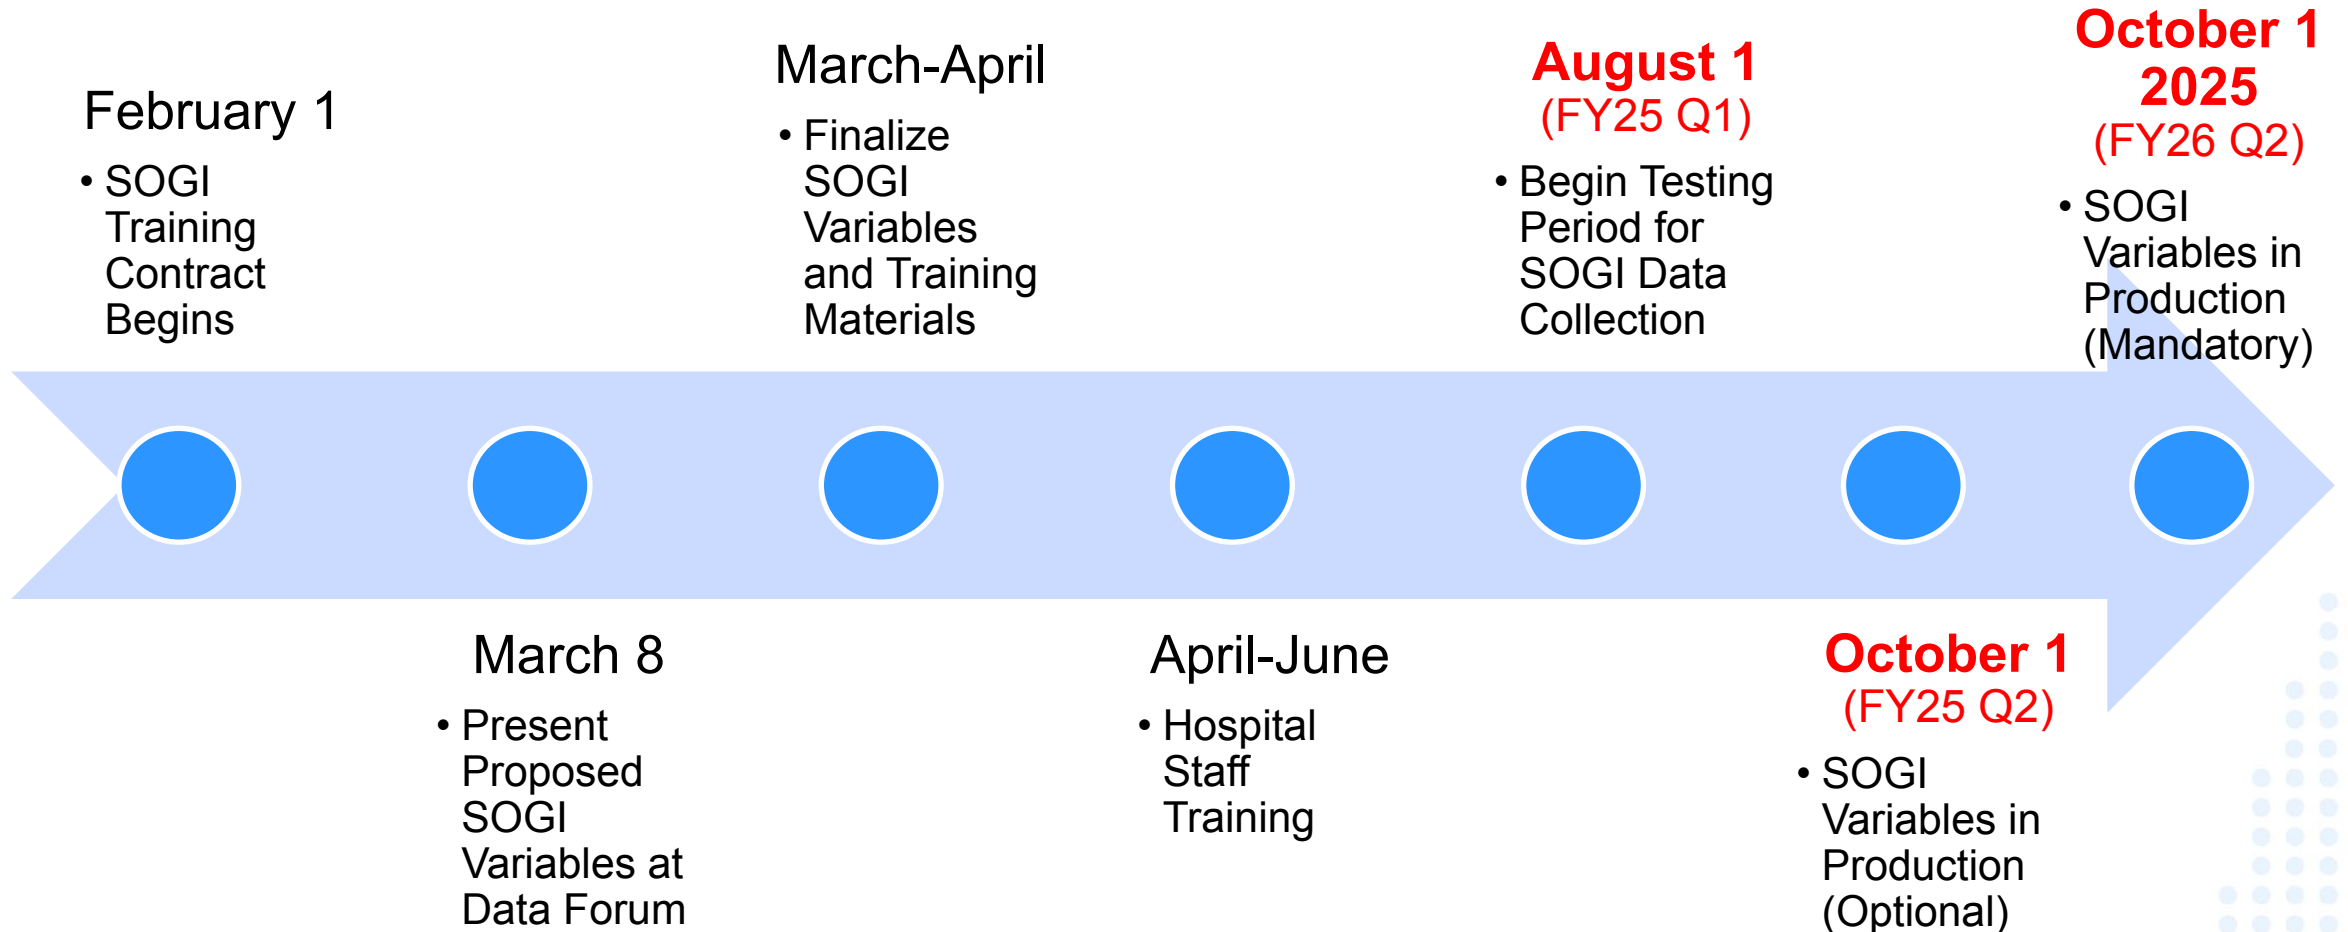 February 1
• SOGI
Training
Contract
Begins
March 8
• Present
Proposed
SOGI
Variables at
Data Forum
March-April
• Finalize
SOGI
Variables
and Training
Materials
April-June
• Hospital
Staff
Training
August 1
(FY25 Q1)
• Begin Testing
Period for
SOGI Data
Collection
October 1
(FY25 Q2)
• SOGI
Variables in
Production
(Optional)
October 1
2025
(FY26 Q2)
• SOGI
Variables in
Production
(Mandatory)